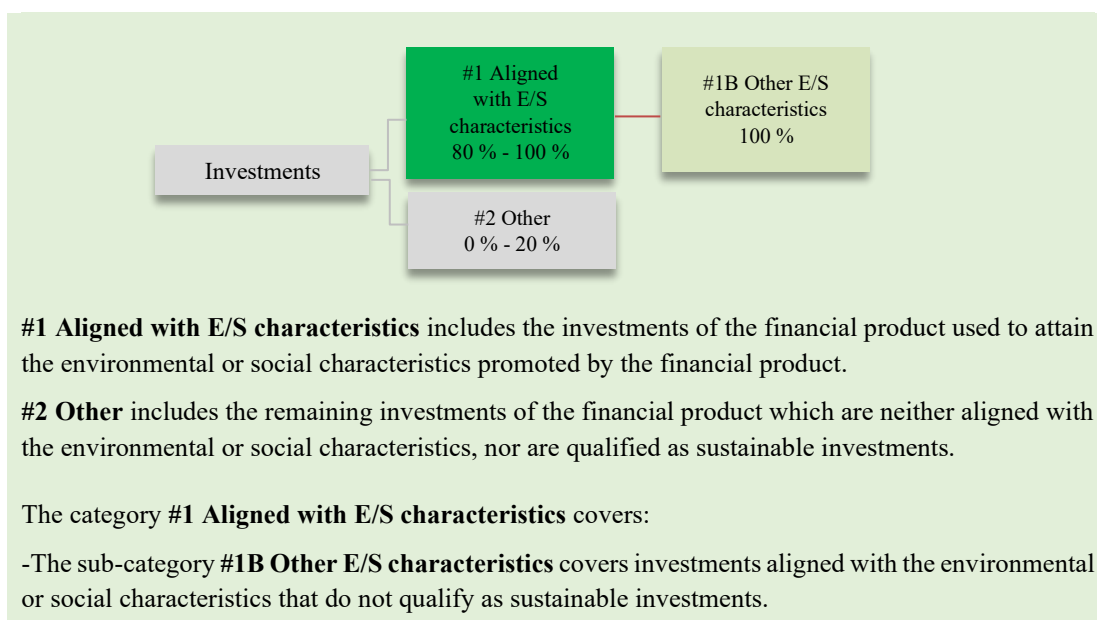 #1 Aligned
with E/S
characteristics
80 % - 100 %
#1B Other E/S
characteristics
100 %
Investments
#2 Other
0 % - 20 %
#1 Aligned with E/S characteristics includes the investments of the financial product used to attain
the environmental or social characteristics promoted by the financial product.
#2 Other includes the remaining investments of the financial product which are neither aligned with
the environmental or social characteristics, nor are qualified as sustainable investments.
The category #1 Aligned with E/S characteristics covers:
-The sub-category #1B Other E/S characteristics covers investments aligned with the environmental
or social characteristics that do not qualify as sustainable investments.